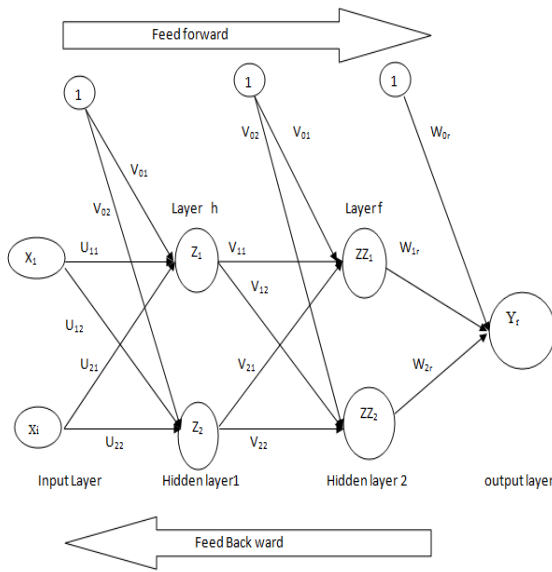 Feed forward
1
1
1
W0r
V02
V01
V01
V02
Layer h
Layer f
X1
U11
Z1
V11
ZZ1
W1r
U12
V12
Yr
U21
V21
W2r
Xi
U22
Z2
V22
ZZ2
Input Layer
Hidden layer1
Hidden layer 2
output layer
Feed Back ward